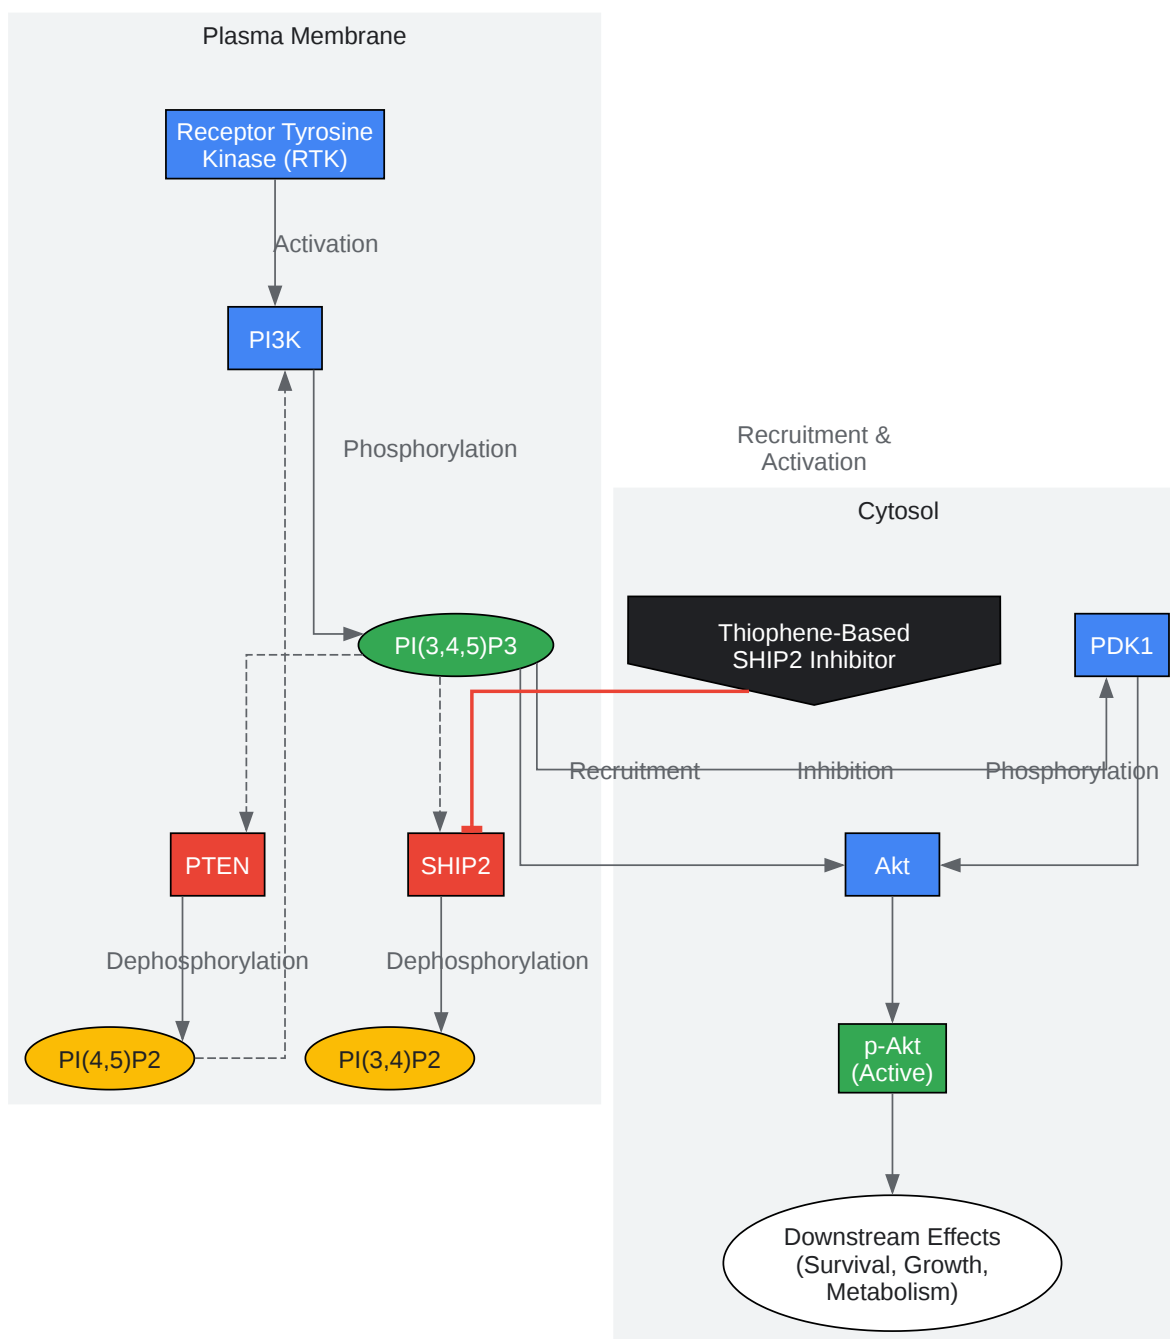 Plasma Membrane
Receptor Tyrosine
Kinase (RTK)
Activation
PI3K
Phosphorylation
Recruitment &
Activation
Cytosol
PI(3,4,5)P3
Thiophene-Based
SHIP2 Inhibitor
PDK1
Recruitment
Inhibition
Phosphorylation
PTEN
SHIP2
Akt
Dephosphorylation
Dephosphorylation
PI(4,5)P2
PI(3,4)P2
p-Akt
(Active)
Downstream Effects
(Survival, Growth,
Metabolism)